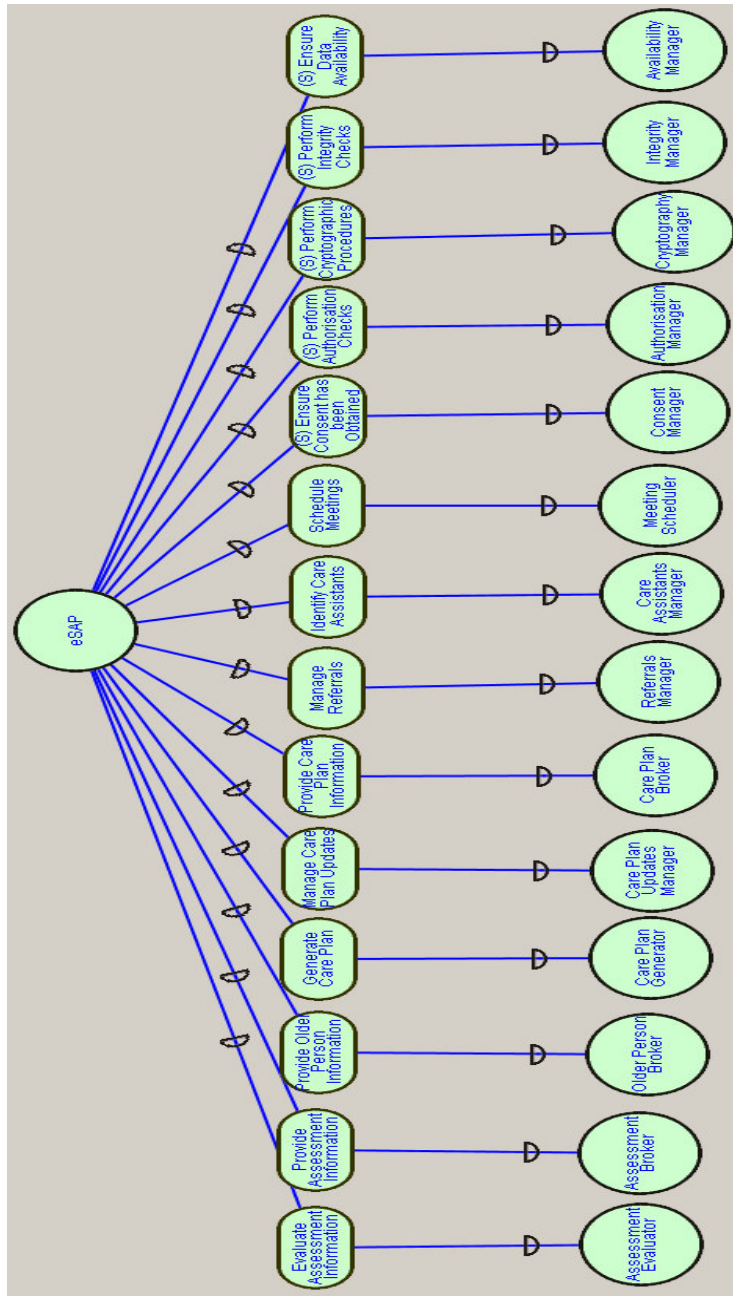 eSAP
Evaluate
Assessment
Information
Provide
Assessment
Information
Provide Older
Person
Information
Generate
Care Plan
Manage Care
Plan Updates
Provide Care
Plan
Information
Manage
Referrals
Identify Care
Assistants
Schedule
Meetings
(S) Ensure
Consent has
been
Obtained
(S) Perform
Authorisation
Checks
(S) Perform
Cryptographic
Procedures
(S) Perform
Integrity
Checks
(S) Ensure
Data
Availability
Assessment
Evaluator
Assessment
Broker
Older Person
Broker
Care Plan
Generator
Care Plan
Updates
Manager
Care Plan
Broker
Referrals
Manager
Care
Assistants
Manager
Meeting
Scheduler
Consent
Manager
Authorisation
Manager
Cryptography
Manager
Integrity
Manager
Availability
Manager